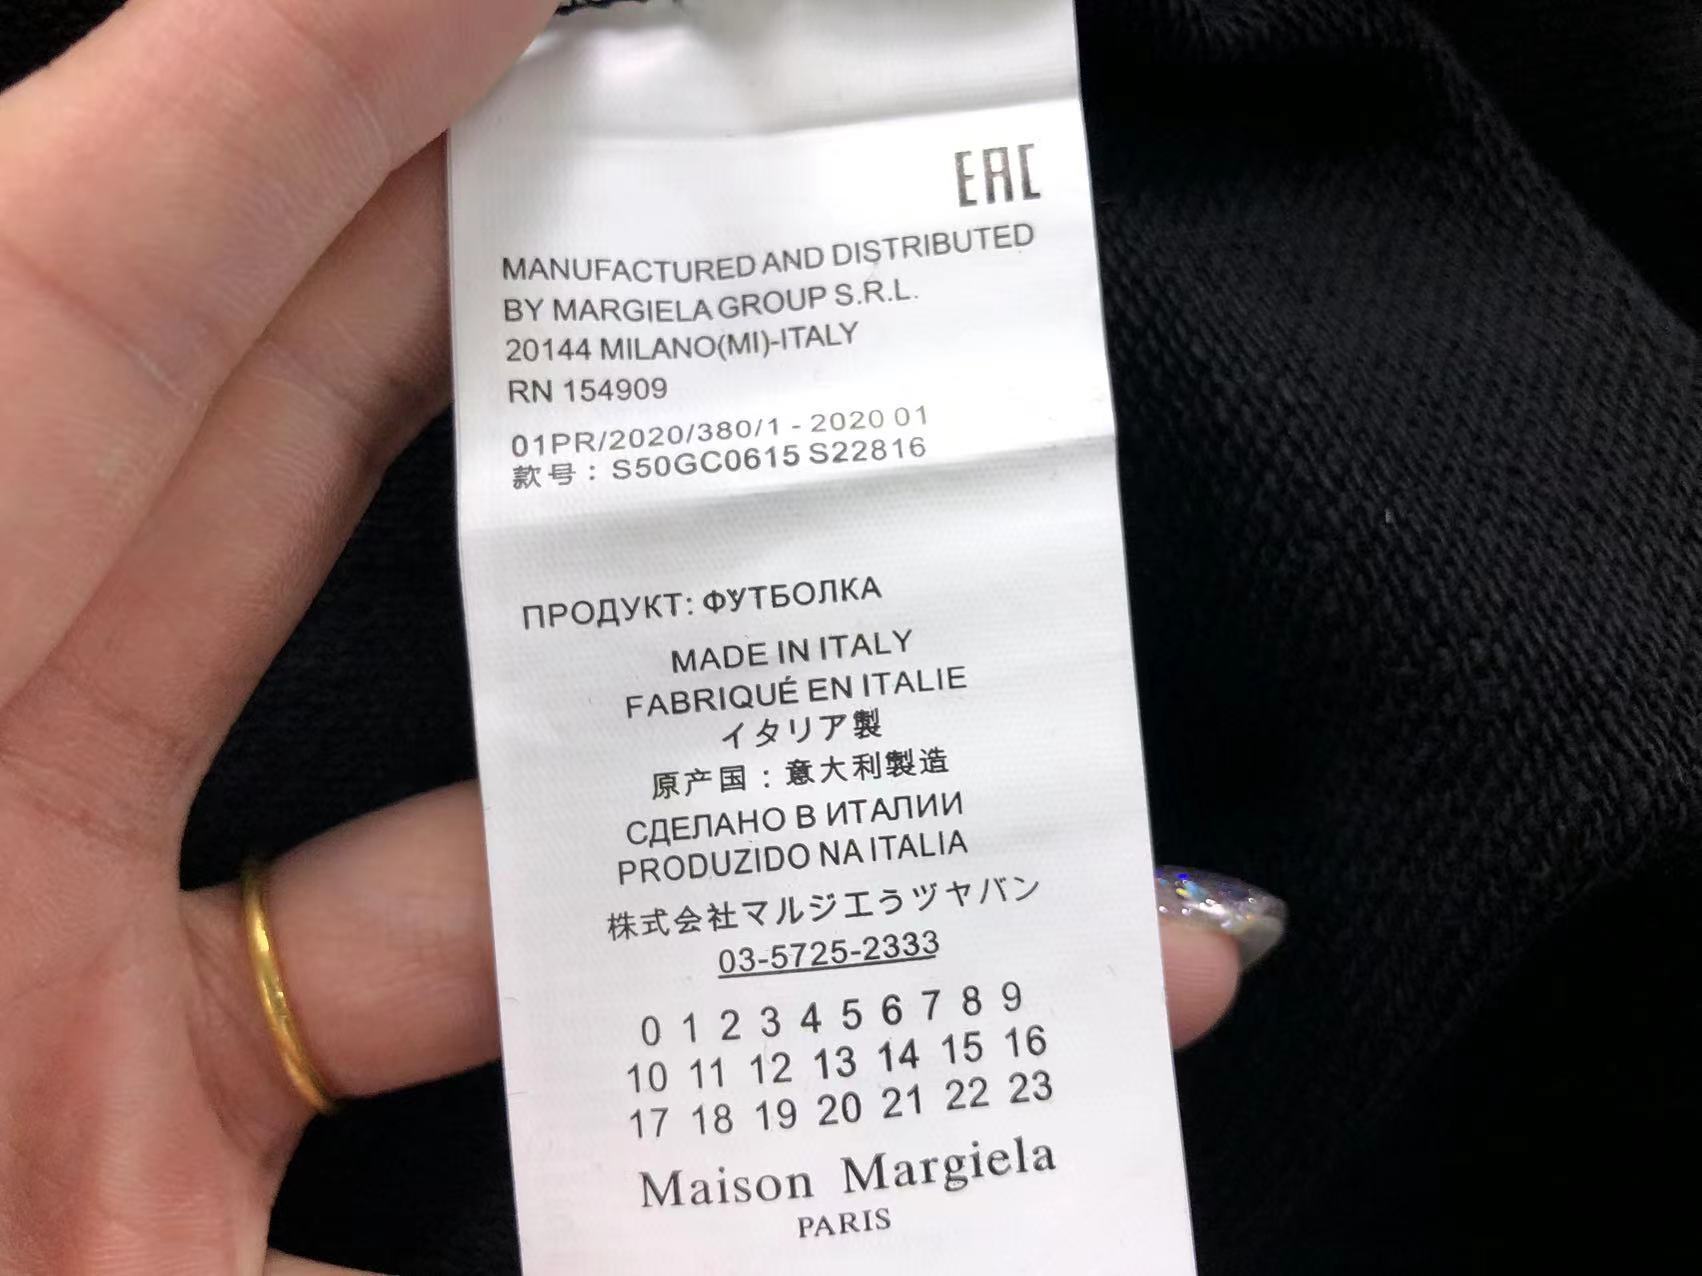 EAC
MANUFACTURED AND DISTRIBUTED
BY MARGIELA GROUP S.R.L.
20144 MILANO(MI)-ITALY
RN 154909
01PR/2020/380/1 - 2020 01
款号：S50GC0615 S22816
ПРОДУКТ: ФУТБОЛКА
MADE IN ITALY
FABRIQUÉ EN ITALIE
イタリア製
原产国：意大利製造
СДЕЛАНО В ИТАЛИИ
PRODUZIDO NA ITALIA
株式会社マルジエぅツヤバン
03-5725-2333
0 1 2 3 4 5 6 7 8 9
10 11 12 13 14 15 16
17 18 19 20 21 22 23
Maison Margiela
PARIS